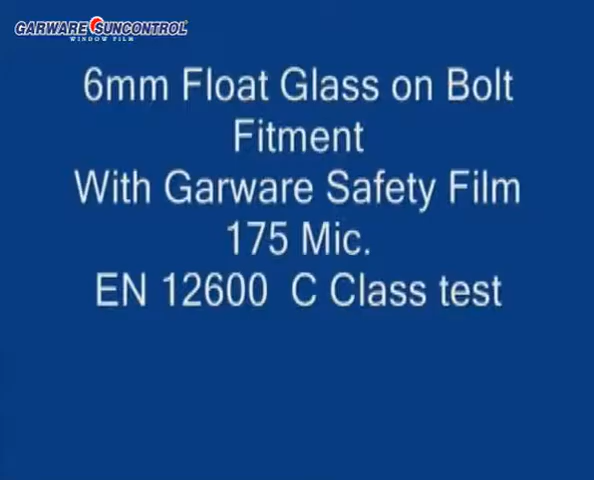 GARWARE SUNCONTROL
WINDOW FILM
6mm Float Glass on Bolt
Fitment
With Garware Safety Film
175 Mic.
EN 12600  C Class test